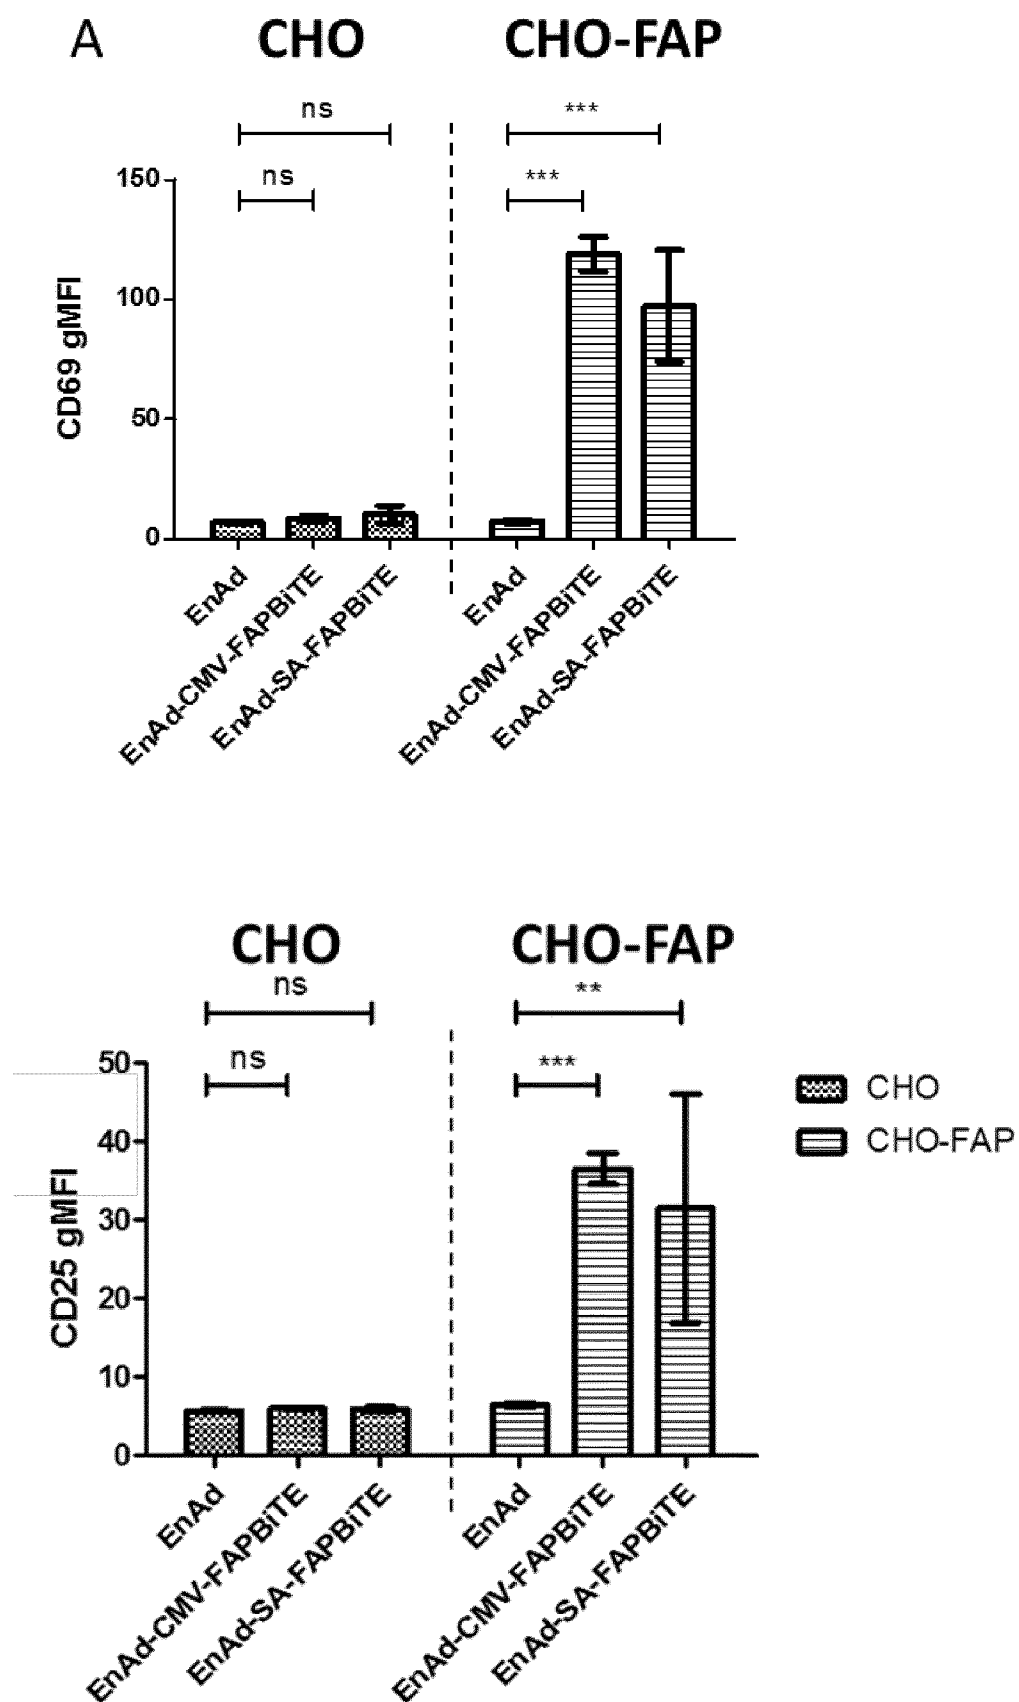 A
CHO
CHO-FAP
ns
***
ns
***
150
100
50
0
CD69 gMFI
EnAd
EnAd-CMV-FAPBiTE
EnAd-SA-FAPBiTE
EnAd
EnAd-CMV-FAPBiTE
EnAd-SA-FAPBiTE
CHO
CHO-FAP
ns
**
ns
***
50
40
30
20
10
0
CD25 gMFI
CHO
CHO-FAP
EnAd
EnAd-CMV-FAPBiTE
EnAd-SA-FAPBiTE
EnAd
EnAd-CMV-FAPBiTE
EnAd-SA-FAPBiTE